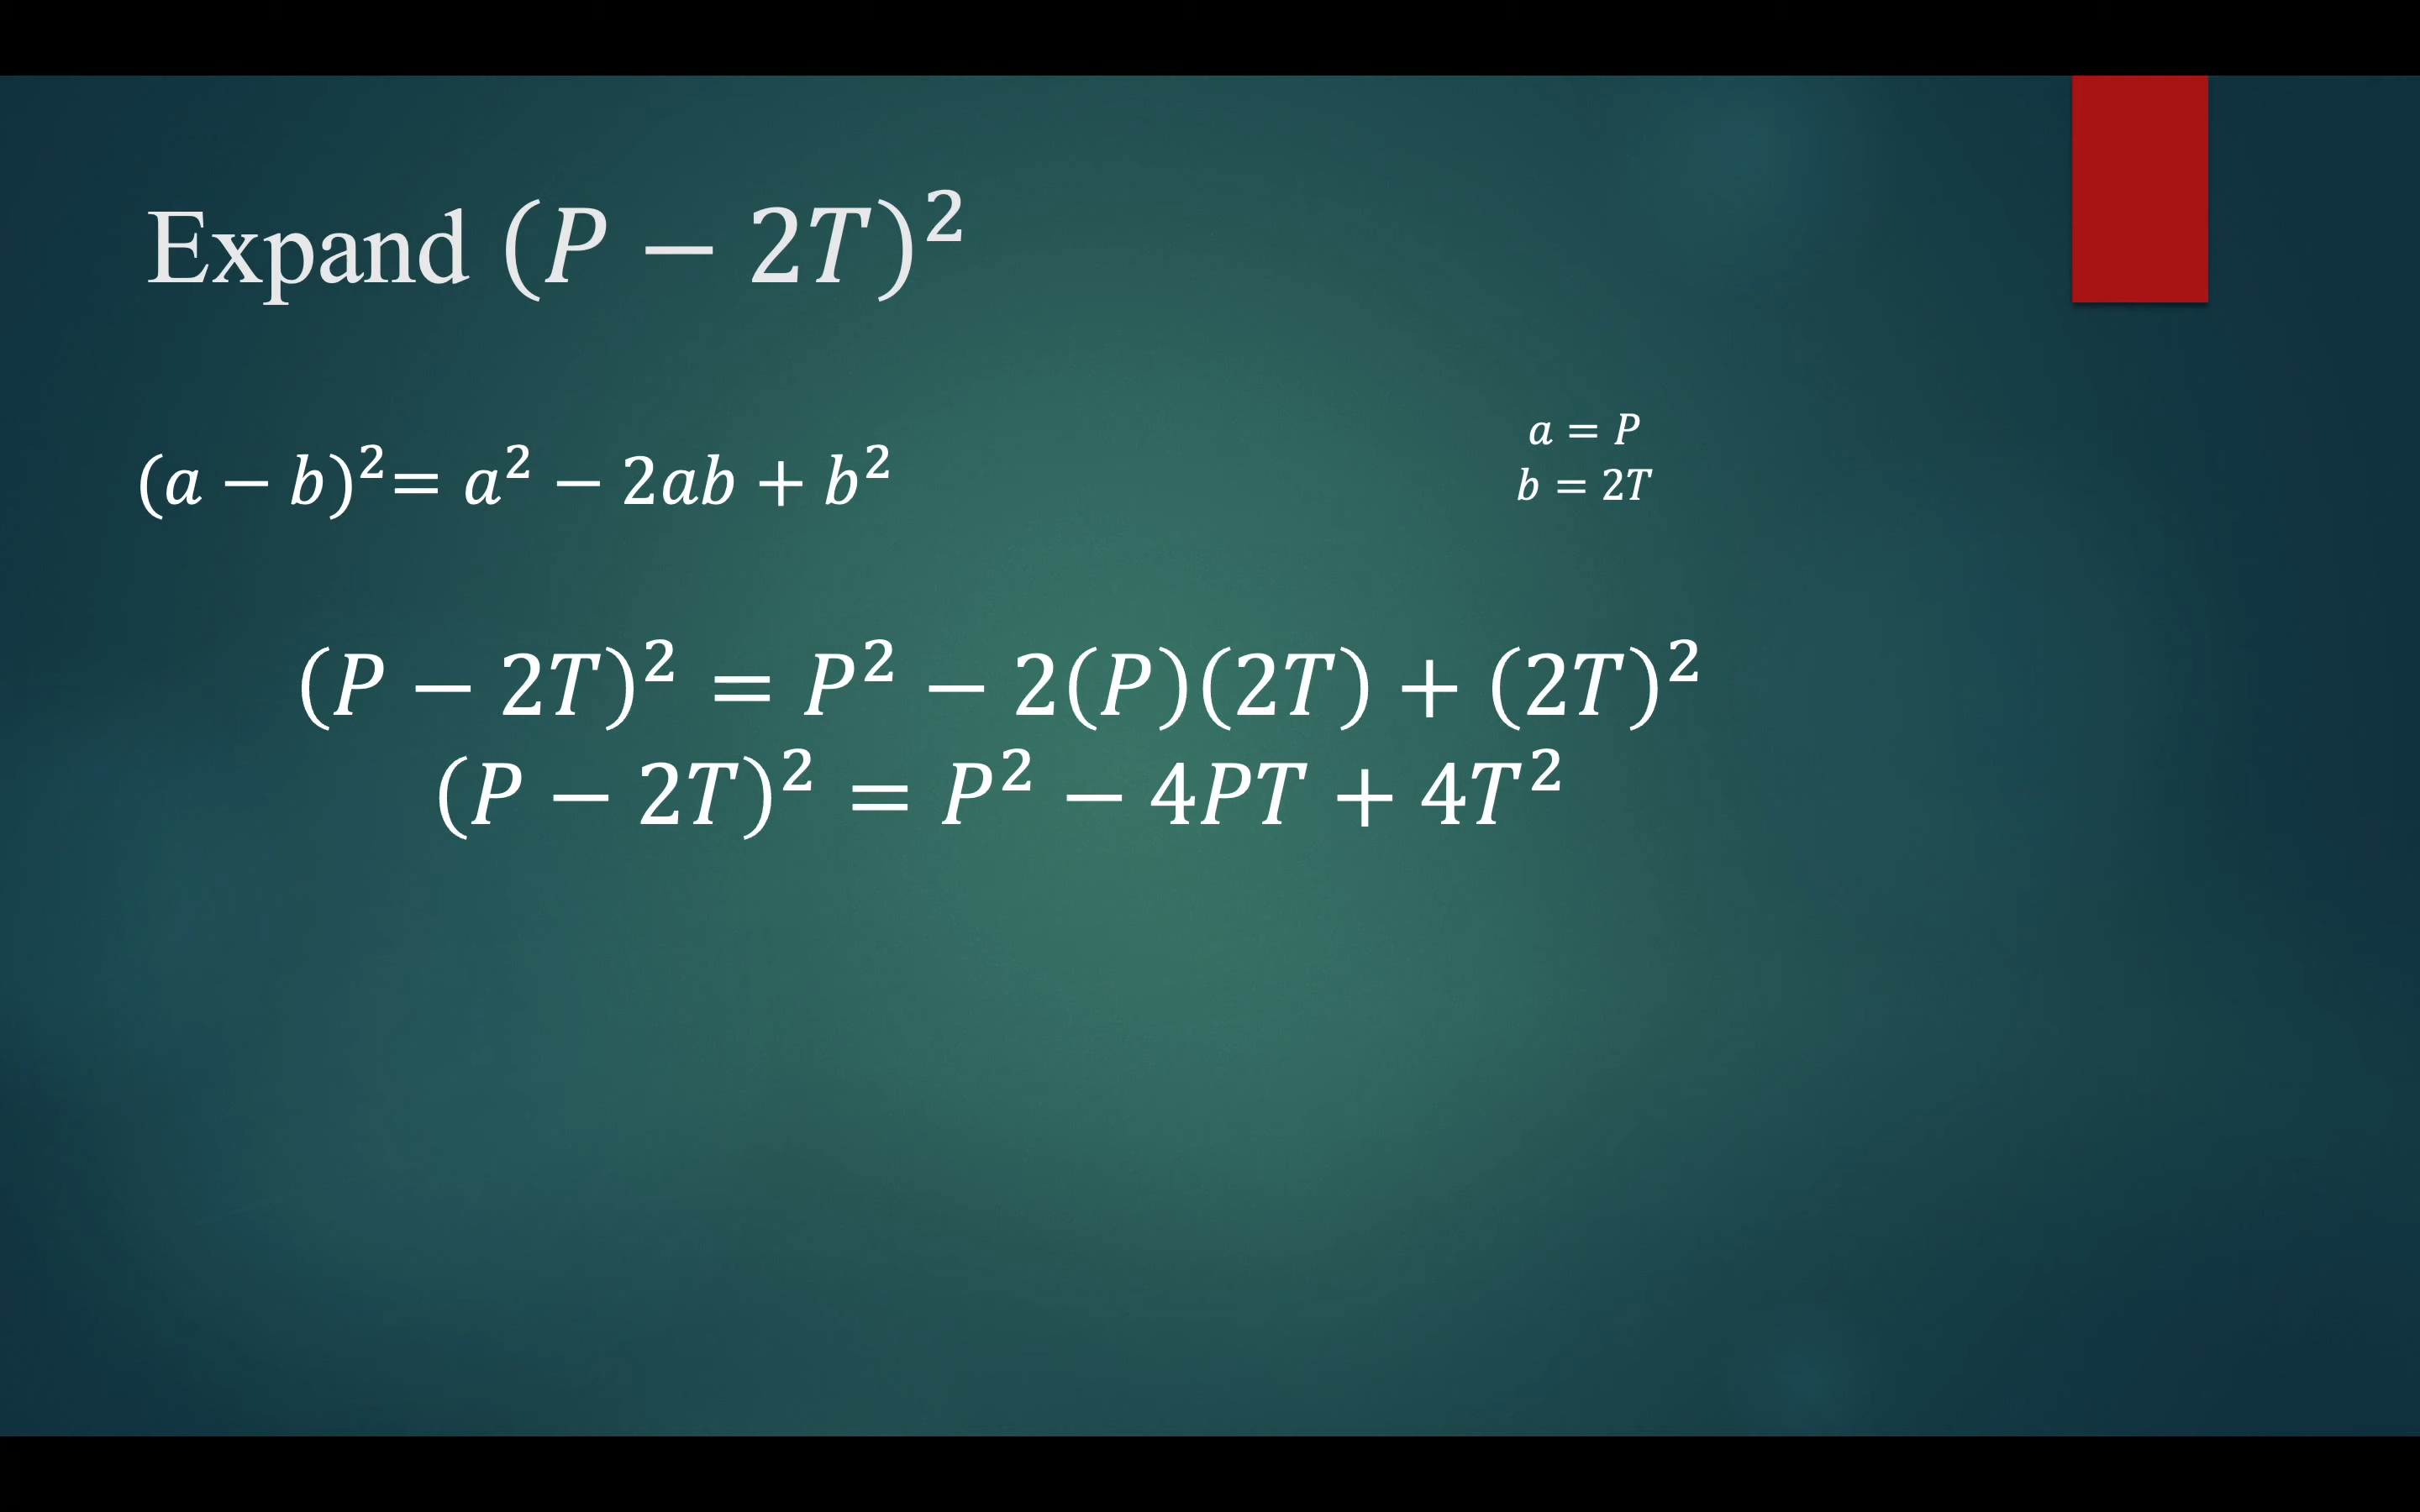 Expand (P − 2T)²
(a − b)²= a² − 2ab + b²
a = P
b = 2T
(P − 2T)² = P² − 2(P)(2T) + (2T)²
(P − 2T)² = P² − 4PT + 4T²